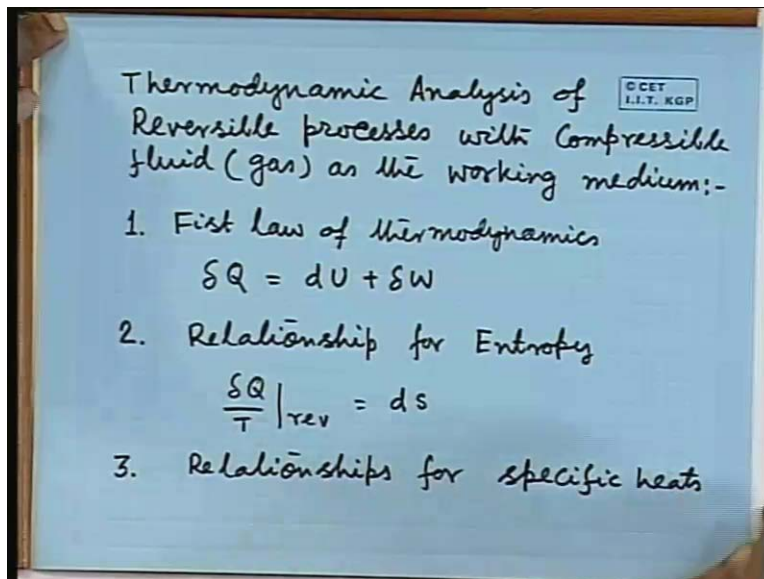 Thermodynamic Analysis of
© CET
I.I.T. KGP
Reversible processes with Compressible
fluid (gas) as the working medium:-
1. Fist law of thermodynamics
δQ = dU + δW
2. Relationship for Entropy
δQ/T |rev = ds
3. Relationships for specific heats